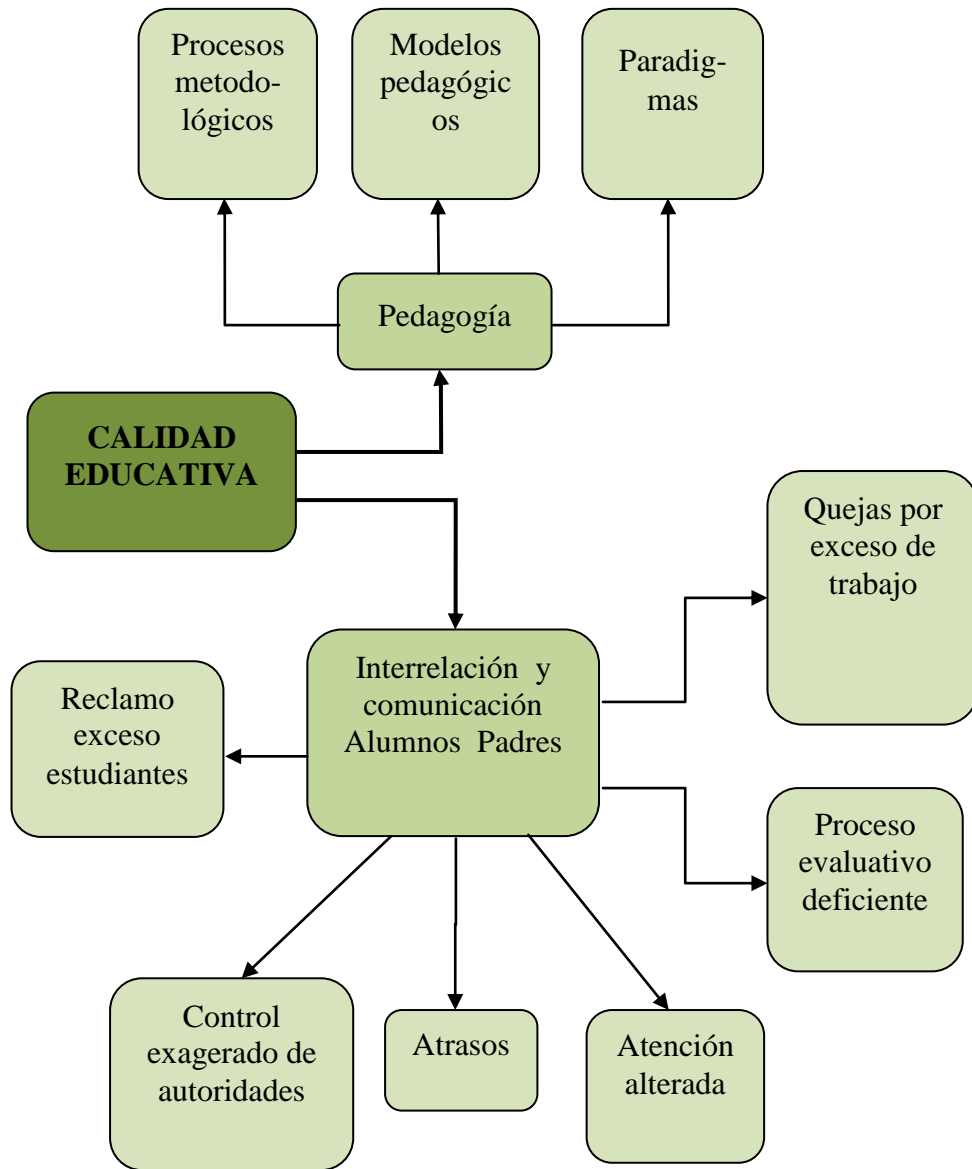 Procesos
metodo-
lógicos
Modelos
pedagógic
os
Paradig-
mas
Pedagogía
CALIDAD
EDUCATIVA
Quejas por
exceso de
trabajo
Interrelación y
comunicación
Alumnos Padres
Reclamo
exceso
estudiantes
Proceso
evaluativo
deficiente
Control
exagerado de
autoridades
Atrasos
Atención
alterada